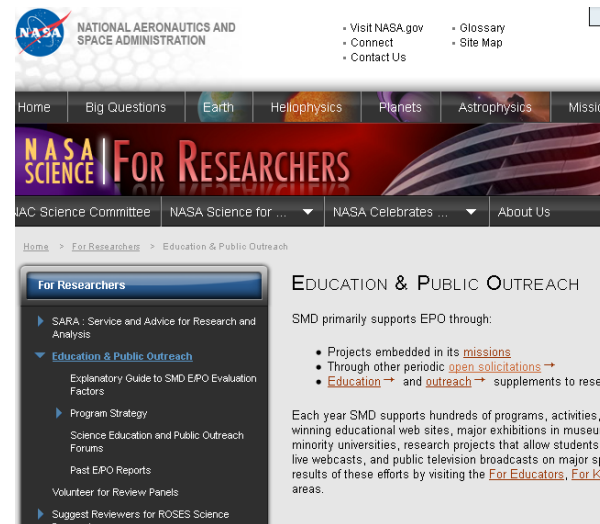 NASA
NATIONAL AERONAUTICS AND
SPACE ADMINISTRATION
Visit NASA.gov
Connect
Contact Us
Glossary
Site Map
Home Big Questions Earth Heliophysics Planets Astrophysics Missio
NASA
SCIENCE FOR RESEARCHERS
NAC Science Committee NASA Science for ... NASA Celebrates ... About Us
Home > For Researchers > Education & Public Outreach
For Researchers
SARA : Service and Advice for Research and
Analysis
Education & Public Outreach
Explanatory Guide to SMD E/PO Evaluation
Factors
Program Strategy
Science Education and Public Outreach
Forums
Past E/PO Reports
Volunteer for Review Panels
Suggest Reviewers for ROSES Science
EDUCATION & PUBLIC OUTREACH
SMD primarily supports EPO through:
Projects embedded in its missions
Through other periodic open solicitations
Education and outreach supplements to rese
Each year SMD supports hundreds of programs, activities,
winning educational web sites, major exhibitions in museu
minority universities, research projects that allow students
live webcasts, and public television broadcasts on major sp
results of these efforts by visiting the For Educators, For K
areas.